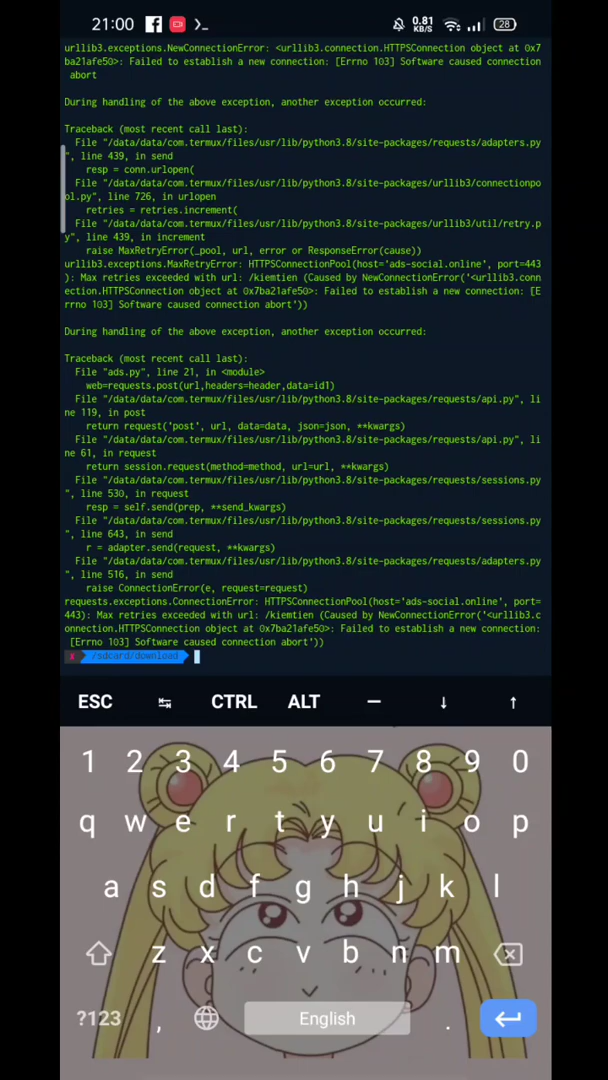 21:00
0.81
KB/S
28
urllib3.exceptions.NewConnectionError: <urllib3.connection.HTTPSConnection object at 0x7
ba21afe50>: Failed to establish a new connection: [Errno 103] Software caused connection
abort
During handling of the above exception, another exception occurred:
Traceback (most recent call last):
File "/data/data/com.termux/files/usr/lib/python3.8/site-packages/requests/adapters.py
", line 439, in send
resp = conn.urlopen(
File "/data/data/com.termux/files/usr/lib/python3.8/site-packages/urllib3/connectionpo
ol.py", line 726, in urlopen
retries = retries.increment(
File "/data/data/com.termux/files/usr/lib/python3.8/site-packages/urllib3/util/retry.p
y", line 439, in increment
raise MaxRetryError(_pool, url, error or ResponseError(cause))
urllib3.exceptions.MaxRetryError: HTTPSConnectionPool(host='ads-social.online', port=443
): Max retries exceeded with url: /kiemtien (Caused by NewConnectionError('<urllib3.conn
ection.HTTPSConnection object at 0x7ba21afe50>: Failed to establish a new connection: [E
rrno 103] Software caused connection abort'))
During handling of the above exception, another exception occurred:
Traceback (most recent call last):
File "ads.py", line 21, in <module>
web=requests.post(url,headers=header,data=id1)
File "/data/data/com.termux/files/usr/lib/python3.8/site-packages/requests/api.py", li
ne 119, in post
return request('post', url, data=data, json=json, **kwargs)
File "/data/data/com.termux/files/usr/lib/python3.8/site-packages/requests/api.py", li
ne 61, in request
return session.request(method=method, url=url, **kwargs)
File "/data/data/com.termux/files/usr/lib/python3.8/site-packages/requests/sessions.py
", line 530, in request
resp = self.send(prep, **send_kwargs)
File "/data/data/com.termux/files/usr/lib/python3.8/site-packages/requests/sessions.py
", line 643, in send
r = adapter.send(request, **kwargs)
File "/data/data/com.termux/files/usr/lib/python3.8/site-packages/requests/adapters.py
", line 516, in send
raise ConnectionError(e, request=request)
requests.exceptions.ConnectionError: HTTPSConnectionPool(host='ads-social.online', port=
443): Max retries exceeded with url: /kiemtien (Caused by NewConnectionError('<urllib3.c
onnection.HTTPSConnection object at 0x7ba21afe50>: Failed to establish a new connection:
[Errno 103] Software caused connection abort'))
/sdcard/download
ESC CTRL ALT — ↓ ↑
1 2 3 4 5 6 7 8 9 0
q w e r t y u i o p
a s d f g h j k l
z x c v b n m
?123 , English .